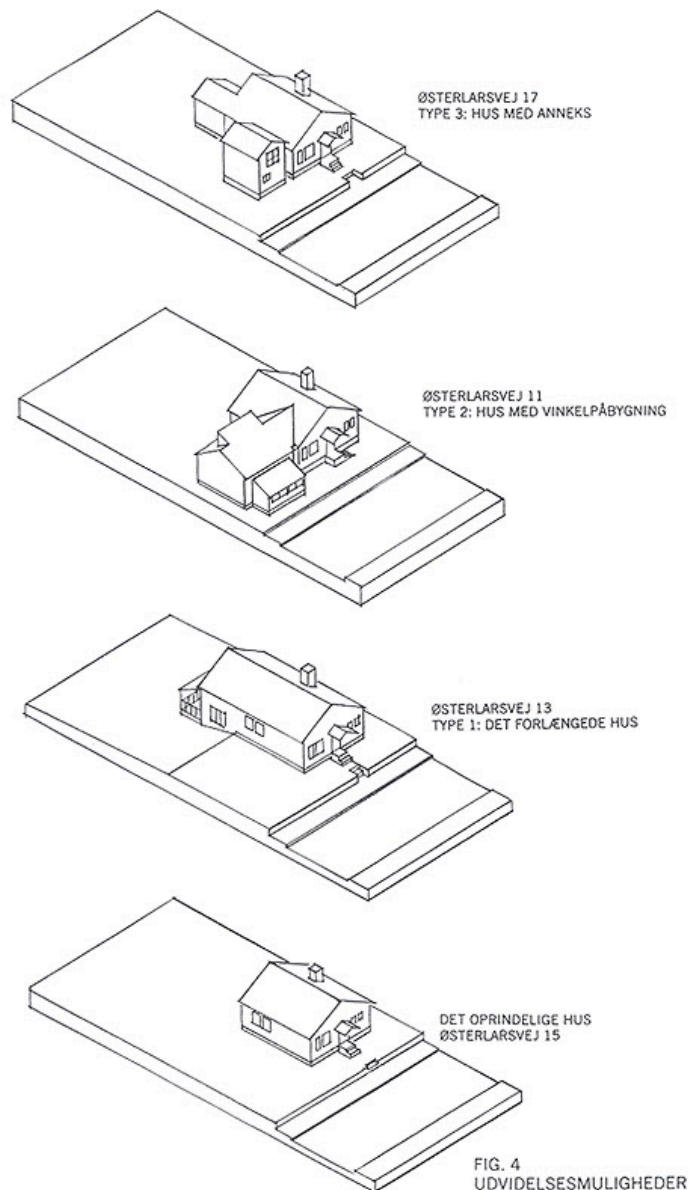 ØSTERLARSVEJ 17
TYPE 3: HUS MED ANNEKS
ØSTERLARSVEJ 11
TYPE 2: HUS MED VINKELPÅBYGNING
ØSTERLARSVEJ 13
TYPE 1: DET FORLÆNGEDE HUS
DET OPRINDELIGE HUS
ØSTERLARSVEJ 15
FIG. 4
UDVIDELSESMULIGHEDER